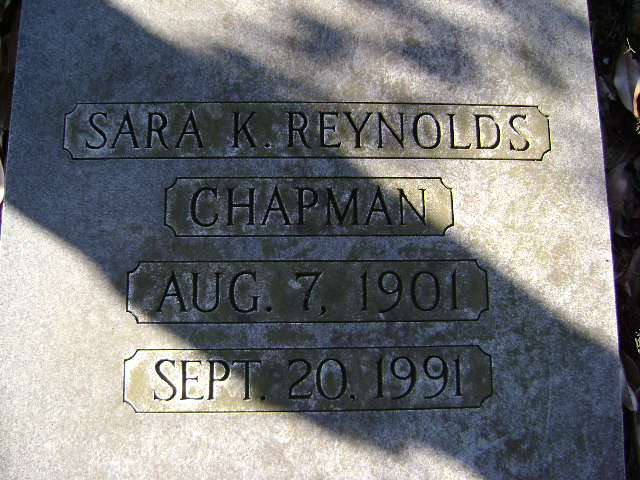 SARA K. REYNOLDS
CHAPMAN
AUG. 7, 1901
SEPT. 20, 1991